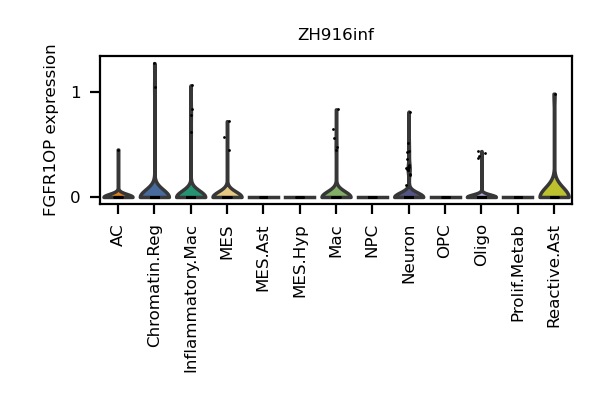 ZH916inf
FGFR1OP expression
1
0
AC
Chromatin.Reg
Inflammatory.Mac
MES
MES.Ast
MES.Hyp
Mac
NPC
Neuron
OPC
Oligo
Prolif.Metab
Reactive.Ast